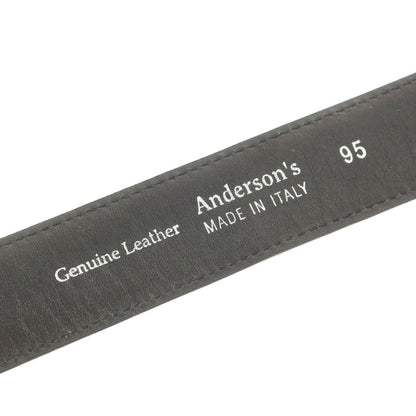 Genuine Leather
Anderson's
MADE IN ITALY
95